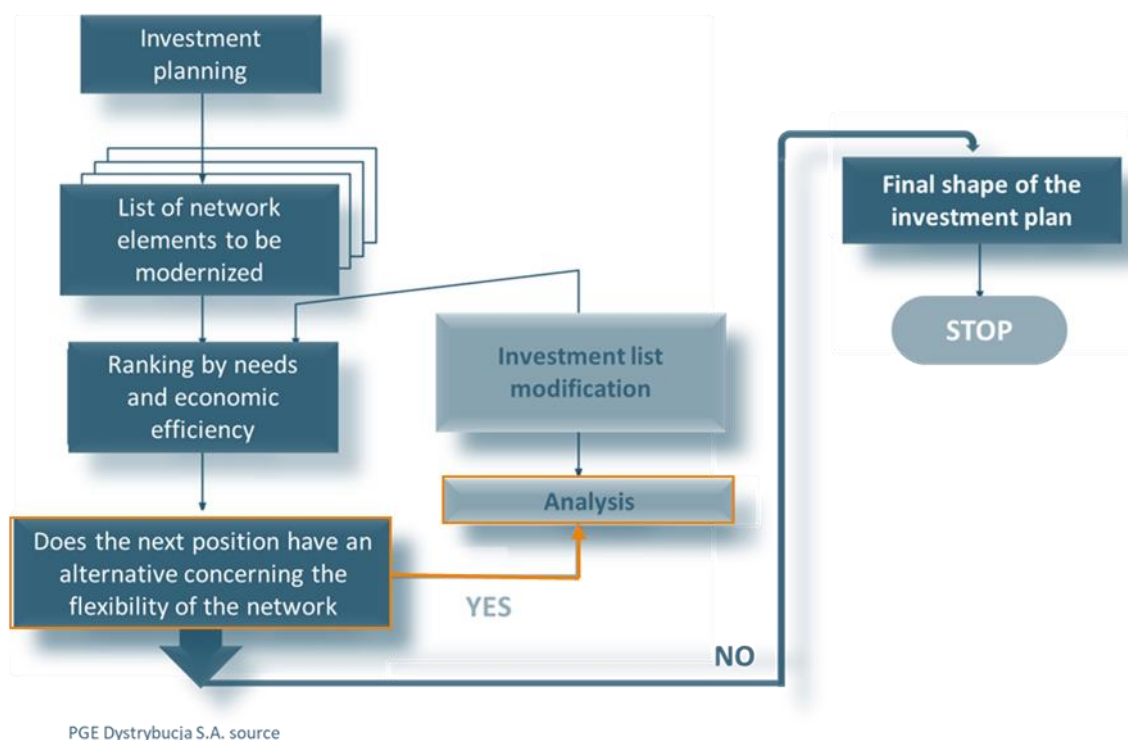 Investment
planning
List of network
elements to be
modernized
Ranking by needs
and economic
efficiency
Does the next position have an
alternative concerning the
flexibility of the network
YES
Investment list
modification
Analysis
NO
Final shape of the
investment plan
STOP
PGE Dystrybucja S.A. source